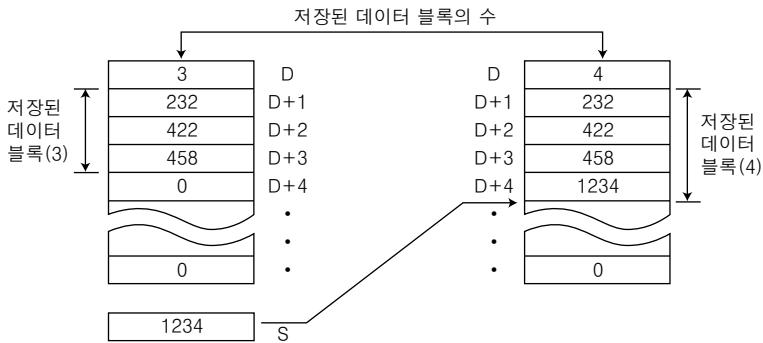 저장된 데이터 블록의 수
3 D D 4
저장된
데이터
블록(3)
232 D+1 D+1 232
422 D+2 D+2 422
458 D+3 D+3 458
0 D+4 D+4 1234
저장된
데이터
블록(4)
0 0
1234 S